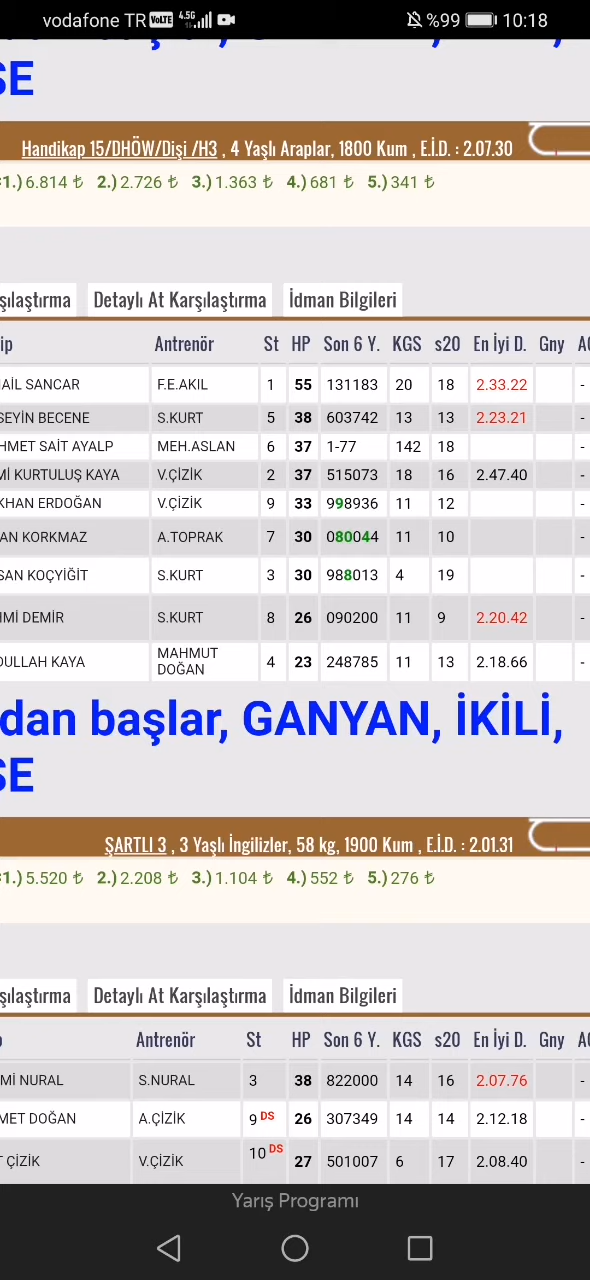 vodafone TR VoLTE 4.5G %99 10:18
SE
Handikap 15/DHÖW/Dişi /H3 , 4 Yaşlı Araplar, 1800 Kum , E.İ.D. : 2.07.30
1.) 6.814 ₺ 2.) 2.726 ₺ 3.) 1.363 ₺ 4.) 681 ₺ 5.) 341 ₺
şılaştırma Detaylı At Karşılaştırma İdman Bilgileri
ip Antrenör St HP Son 6 Y. KGS s20 En İyi D. Gny AG
AİL SANCAR F.E.AKIL 1 55 131183 20 18 2.33.22 -
SEYİN BECENE S.KURT 5 38 603742 13 13 2.23.21 -
HMET SAİT AYALP MEH.ASLAN 6 37 1-77 142 18 -
Mİ KURTULUŞ KAYA V.ÇİZİK 2 37 515073 18 16 2.47.40 -
KHAN ERDOĞAN V.ÇİZİK 9 33 998936 11 12 -
AN KORKMAZ A.TOPRAK 7 30 080044 11 10 -
SAN KOÇYİĞİT S.KURT 3 30 988013 4 19 -
Mİ DEMİR S.KURT 8 26 090200 11 9 2.20.42 -
DULLAH KAYA MAHMUT DOĞAN 4 23 248785 11 13 2.18.66 -
dan başlar, GANYAN, İKİLİ,
SE
ŞARTLI 3 , 3 Yaşlı İngilizler, 58 kg, 1900 Kum , E.İ.D. : 2.01.31
1.) 5.520 ₺ 2.) 2.208 ₺ 3.) 1.104 ₺ 4.) 552 ₺ 5.) 276 ₺
şılaştırma Detaylı At Karşılaştırma İdman Bilgileri
Antrenör St HP Son 6 Y. KGS s20 En İyi D. Gny AG
Mİ NURAL S.NURAL 3 38 822000 14 16 2.07.76 -
MET DOĞAN A.ÇİZİK 9 DS 26 307349 14 14 2.12.18 -
T ÇİZİK V.ÇİZİK 10 DS 27 501007 6 17 2.08.40 -
Yarış Programı